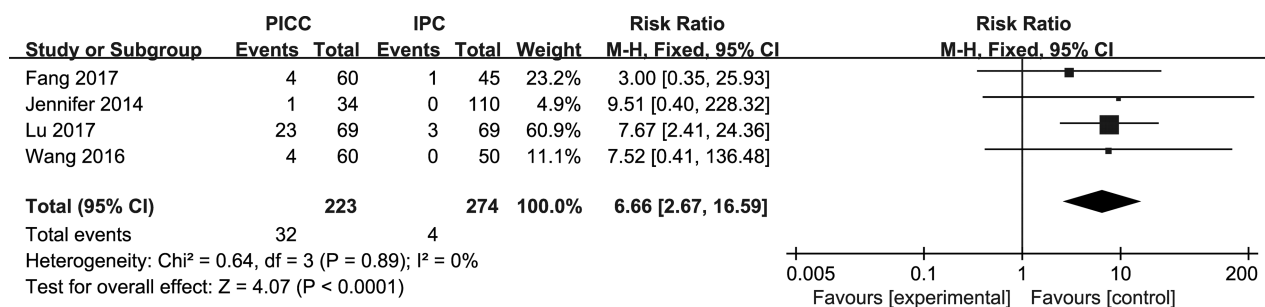 PICC IPC Risk Ratio Risk Ratio
Study or Subgroup Events Total Events Total Weight M-H, Fixed, 95% CI M-H, Fixed, 95% CI
Fang 2017 4 60 1 45 23.2% 3.00 [0.35, 25.93]
Jennifer 2014 1 34 0 110 4.9% 9.51 [0.40, 228.32]
Lu 2017 23 69 3 69 60.9% 7.67 [2.41, 24.36]
Wang 2016 4 60 0 50 11.1% 7.52 [0.41, 136.48]
Total (95% CI) 223 274 100.0% 6.66 [2.67, 16.59]
Total events 32 4
Heterogeneity: Chi² = 0.64, df = 3 (P = 0.89); I² = 0%
Test for overall effect: Z = 4.07 (P < 0.0001)
0.005 0.1 1 10 200
Favours [experimental] Favours [control]